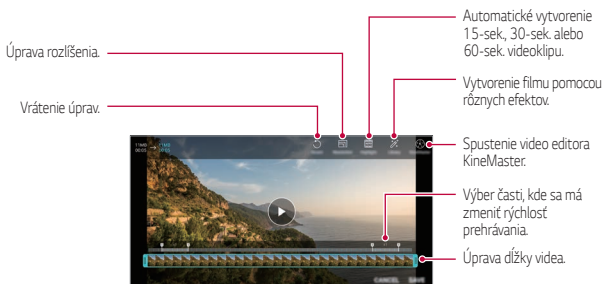 Automatické vytvorenie
15-sek., 30-sek. alebo
60-sek. videoklipu.
Úprava rozlíšenia.
Vytvorenie filmu pomocou
rôznych efektov.
Vrátenie úprav.
Spustenie video editora
KineMaster.
Výber časti, kde sa má
zmeniť rýchlosť
prehrávania.
Úprava dĺžky videa.
CANCEL SAVE